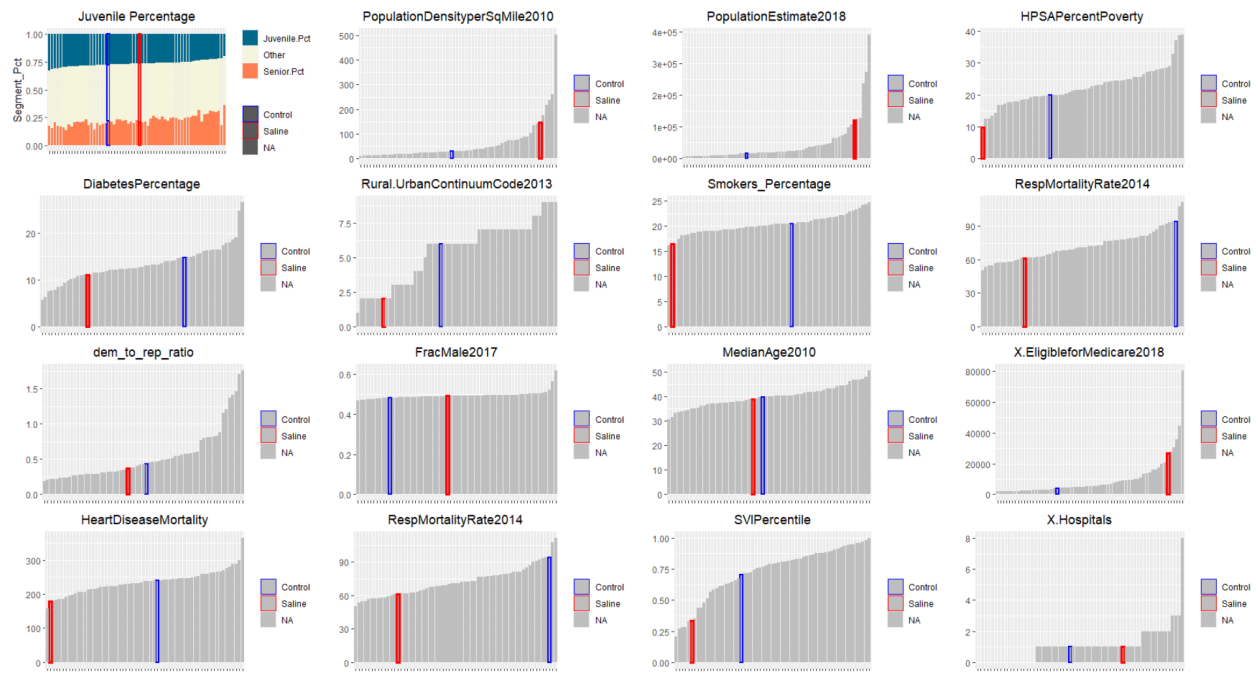 Juvenile Percentage
Segment_Pct
1.00
0.75
0.50
0.25
0.00
Juvenile.Pct
Other
Senior.Pct
Control
Saline
NA
PopulationDensityperSqMile2010
500
400
300
200
100
0
Control
Saline
NA
PopulationEstimate2018
4e+05
3e+05
2e+05
1e+05
0e+00
Control
Saline
NA
HPSAPercentPoverty
40
30
20
10
0
Control
Saline
NA
DiabetesPercentage
20
10
0
Control
Saline
NA
Rural.UrbanContinuumCode2013
7.5
5.0
2.5
0.0
Control
Saline
NA
Smokers_Percentage
25
20
15
10
5
0
Control
Saline
NA
RespMortalityRate2014
90
60
30
0
Control
Saline
NA
dem_to_rep_ratio
1.5
1.0
0.5
0.0
Control
Saline
NA
FracMale2017
0.6
0.4
0.2
0.0
Control
Saline
NA
MedianAge2010
50
40
30
20
10
0
Control
Saline
NA
X.EligibleforMedicare2018
80000
60000
40000
20000
0
Control
Saline
NA
HeartDiseaseMortality
300
200
100
0
Control
Saline
NA
RespMortalityRate2014
90
60
30
0
Control
Saline
NA
SVIPercentile
1.00
0.75
0.50
0.25
0.00
Control
Saline
NA
X.Hospitals
8
6
4
2
0
Control
Saline
NA